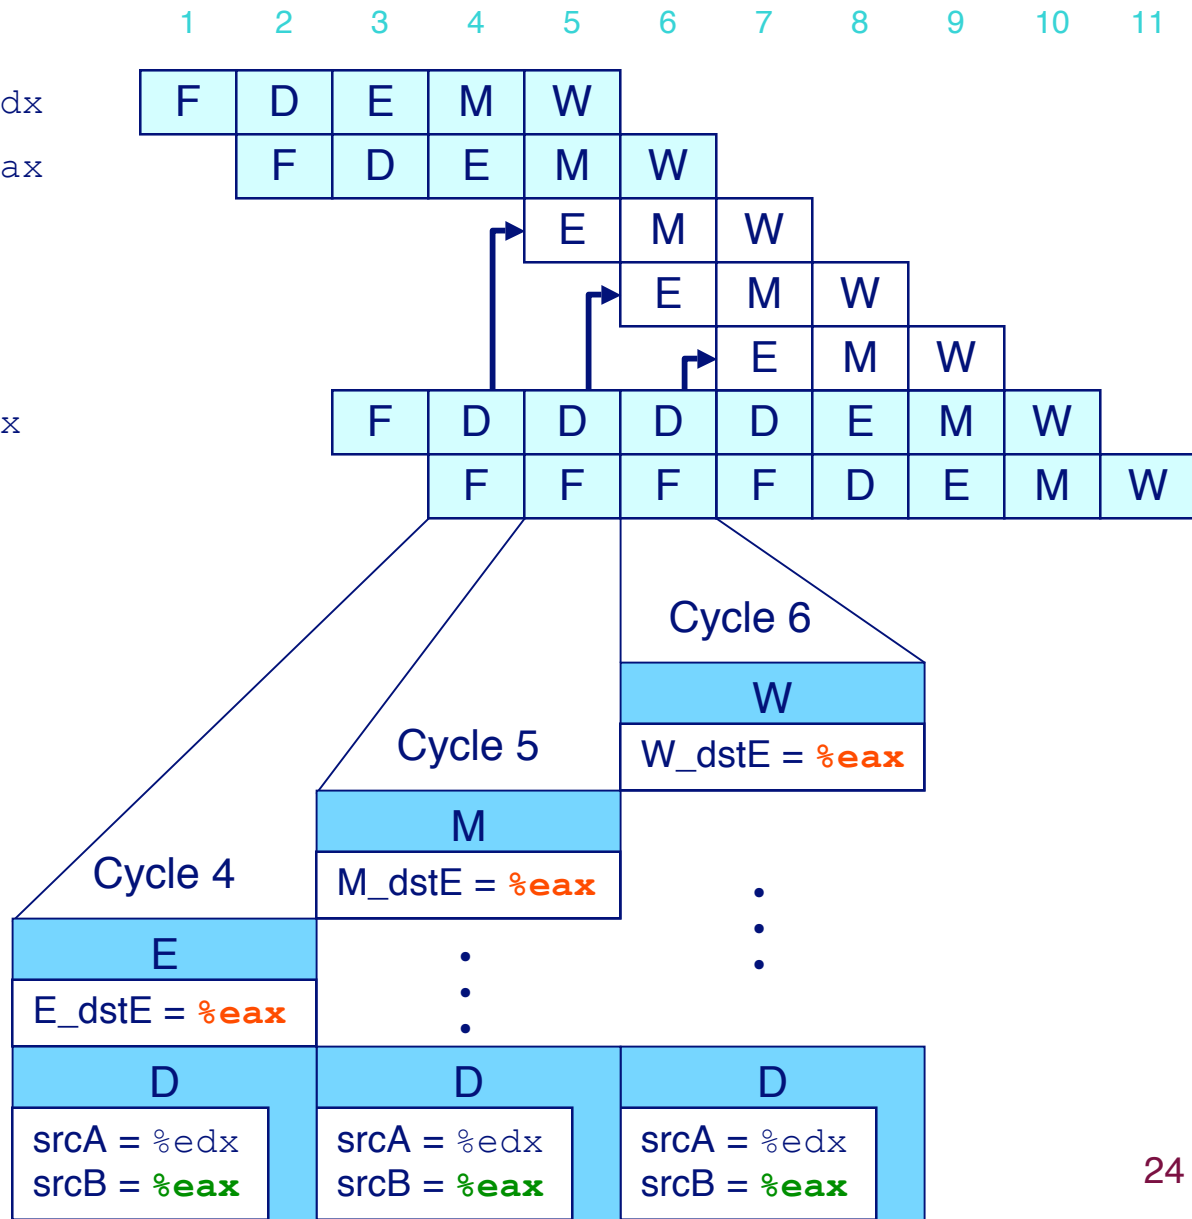 1 2 3 4 5 6 7 8 9 10 11
dx F D E M W
ax F D E M W
E M W
E M W
E M W
x F D D D D E M W
F F F F D E M W
Cycle 6
W
W_dstE = %eax
Cycle 5
M
M_dstE = %eax
Cycle 4
E
E_dstE = %eax
D D D
srcA = %edx srcA = %edx srcA = %edx
srcB = %eax srcB = %eax srcB = %eax
24